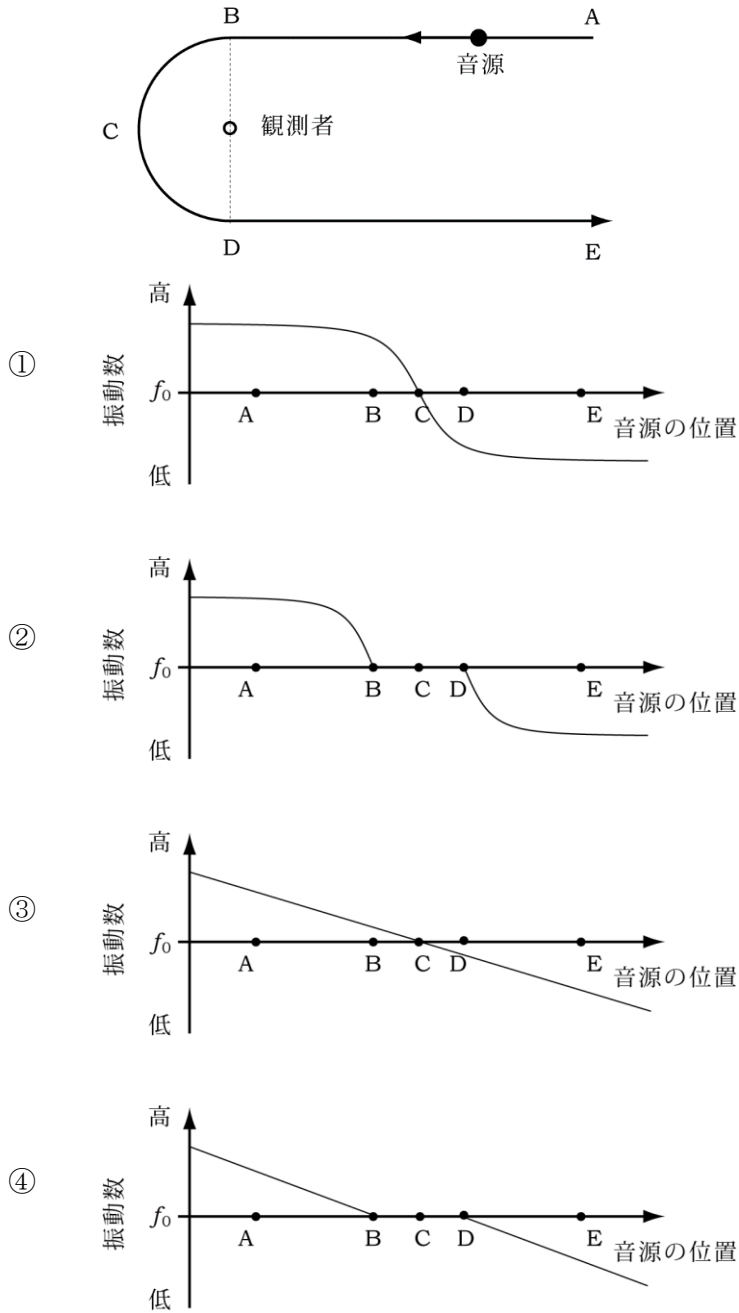 B
A
音源
C
観測者
D
E
①
高
振動数
f₀
低
A
B
C
D
E
音源の位置
②
高
振動数
f₀
低
A
B
C
D
E
音源の位置
③
高
振動数
f₀
低
A
B
C
D
E
音源の位置
④
高
振動数
f₀
低
A
B
C
D
E
音源の位置